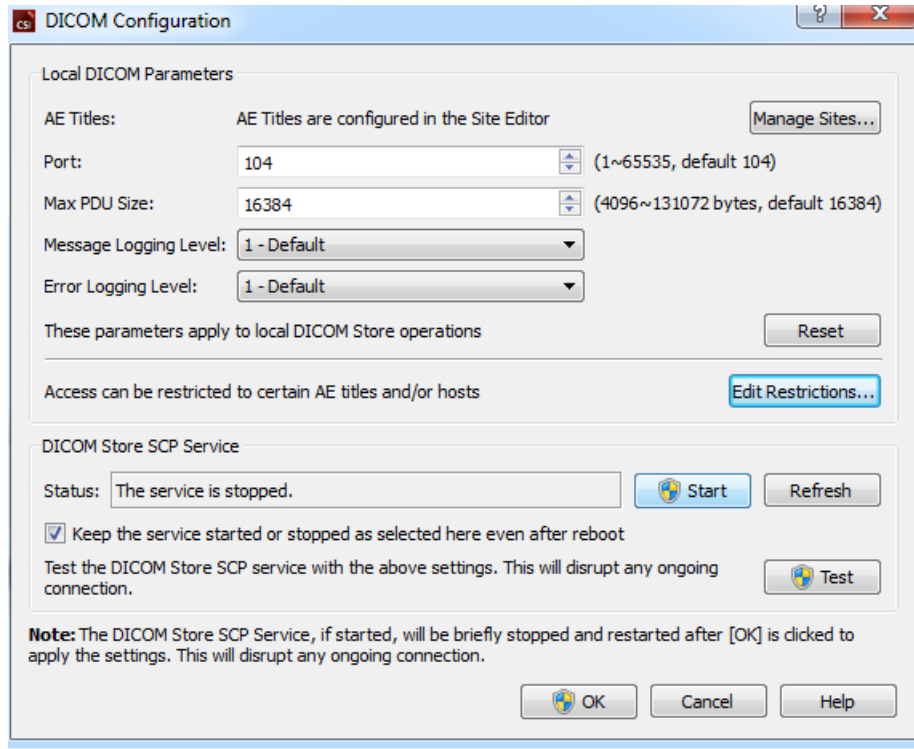 CSi DICOM Configuration
Local DICOM Parameters
AE Titles: AE Titles are configured in the Site Editor Manage Sites...
Port: 104 (1~65535, default 104)
Max PDU Size: 16384 (4096~131072 bytes, default 16384)
Message Logging Level: 1 - Default
Error Logging Level: 1 - Default
These parameters apply to local DICOM Store operations Reset
Access can be restricted to certain AE titles and/or hosts Edit Restrictions...
DICOM Store SCP Service
Status: The service is stopped. Start Refresh
Keep the service started or stopped as selected here even after reboot
Test the DICOM Store SCP service with the above settings. This will disrupt any ongoing
connection. Test
Note: The DICOM Store SCP Service, if started, will be briefly stopped and restarted after [OK] is clicked to
apply the settings. This will disrupt any ongoing connection.
OK Cancel Help